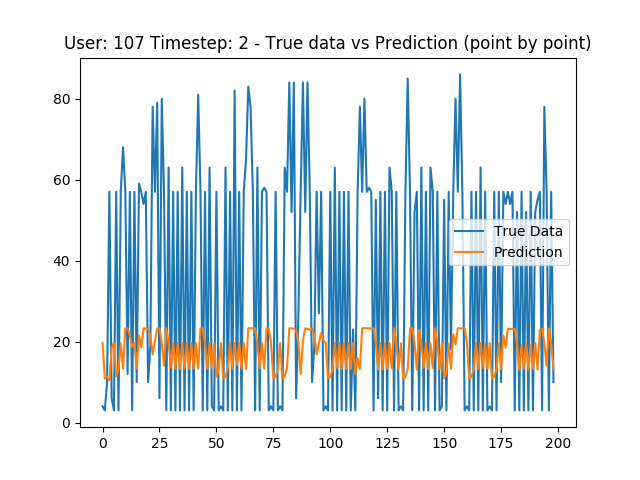 User: 107 Timestep: 2 - True data vs Prediction (point by point)
80
60
40
20
0
True Data
Prediction
0 25 50 75 100 125 150 175 200